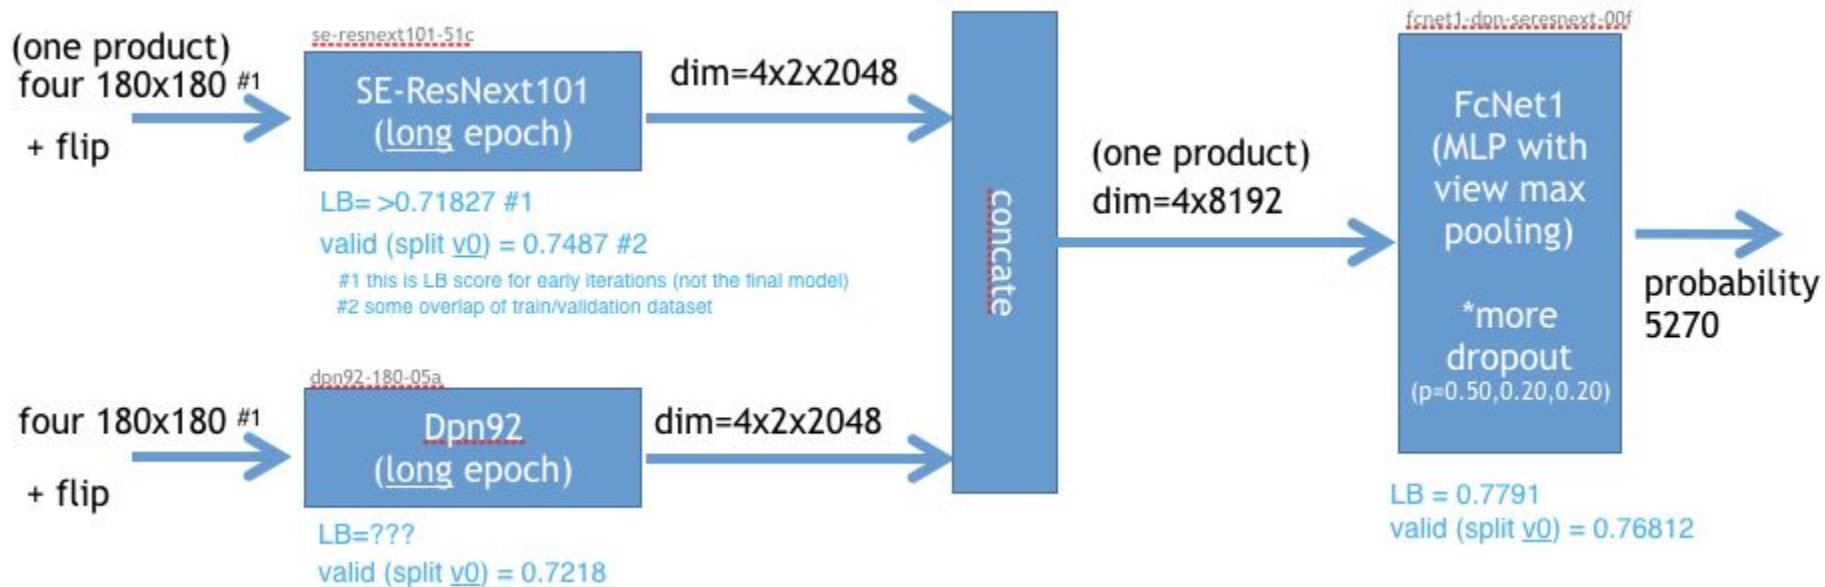 se-resnext101-51c
(one product)
four 180x180 #1
+ flip
SE-ResNext101
(long epoch)
dim=4x2x2048
LB= >0.71827 #1
valid (split v0) = 0.7487 #2
#1 this is LB score for early iterations (not the final model)
#2 some overlap of train/validation dataset
dpn92-180-05a
four 180x180 #1
+ flip
Dpn92
(long epoch)
dim=4x2x2048
LB=???
valid (split v0) = 0.7218
concate
(one product)
dim=4x8192
fcnet1-dpn-seresnext-00f
FcNet1
(MLP with
view max
pooling)
*more
dropout
(p=0.50,0.20,0.20)
LB = 0.7791
valid (split v0) = 0.76812
probability
5270